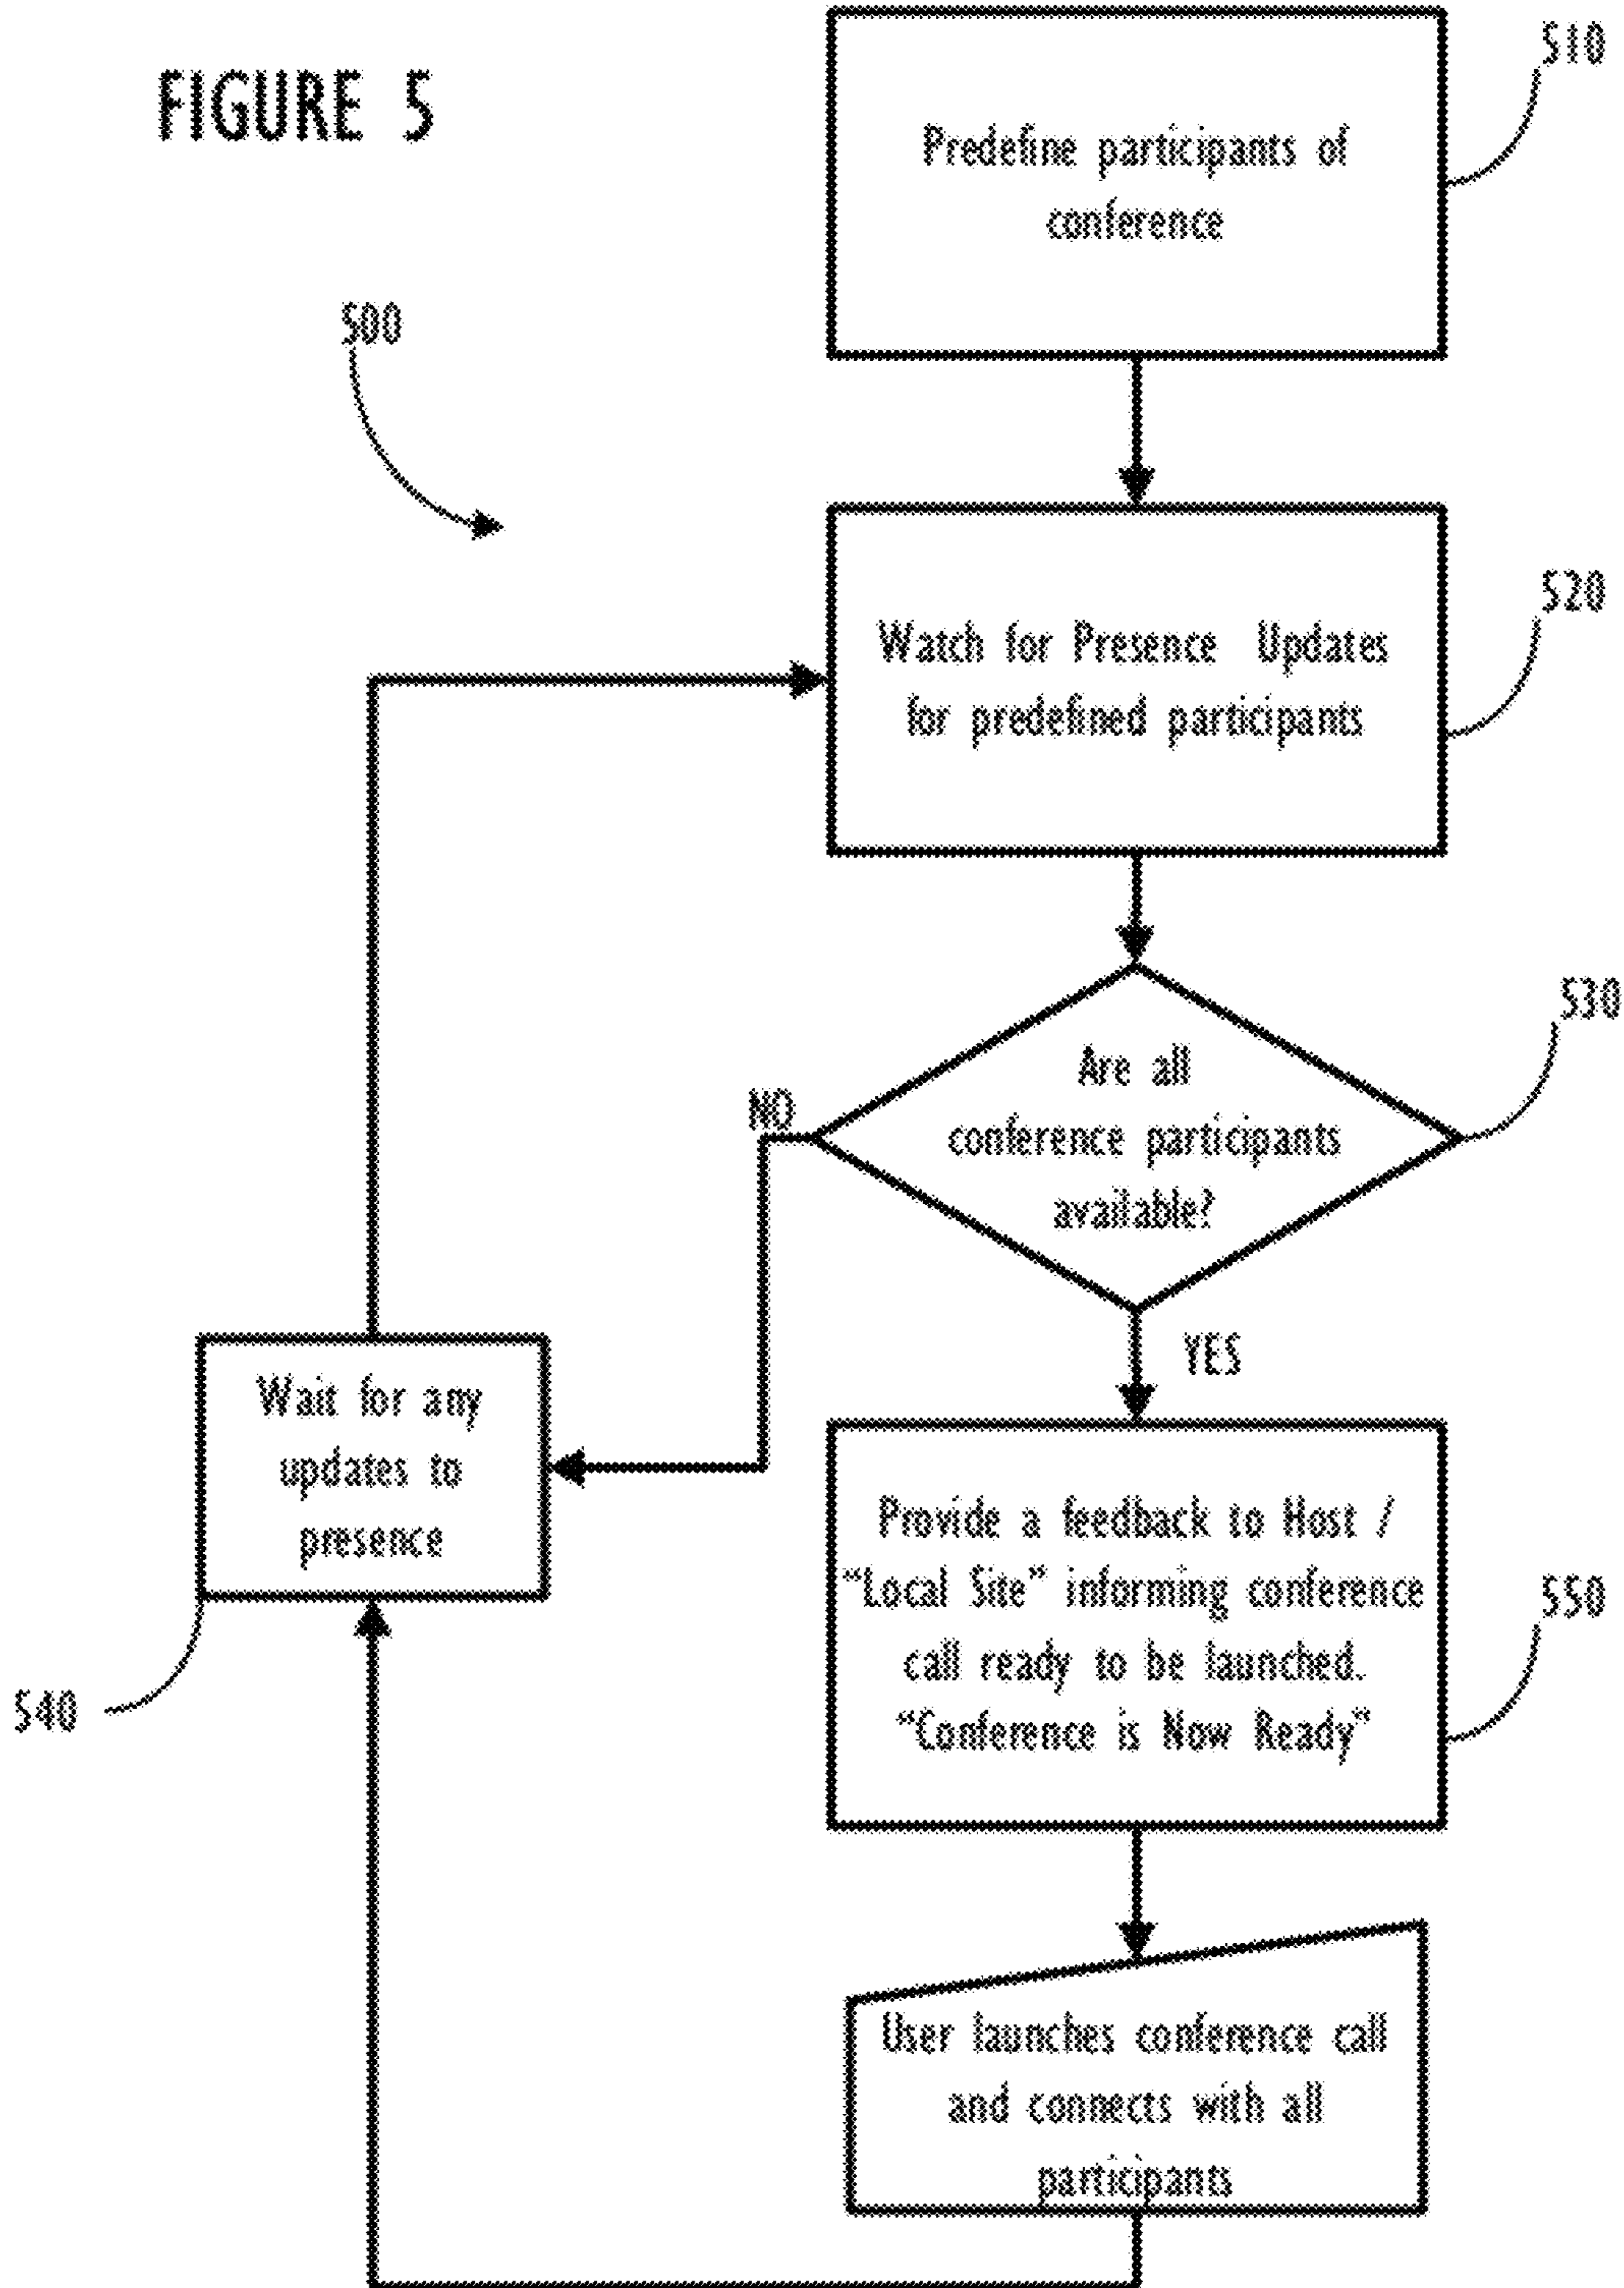 FIGURE 5
510
Predefine participants of
conference
500
520
Watch for Presence Updates
for predefined participants
530
Are all
conference participants
available?
NO
YES
Wait for any
updates to
presence
540
Provide a feedback to Host /
“Local Site” informing conference
call ready to be launched.
“Conference is Now Ready”
550
User launches conference call
and connects with all
participants